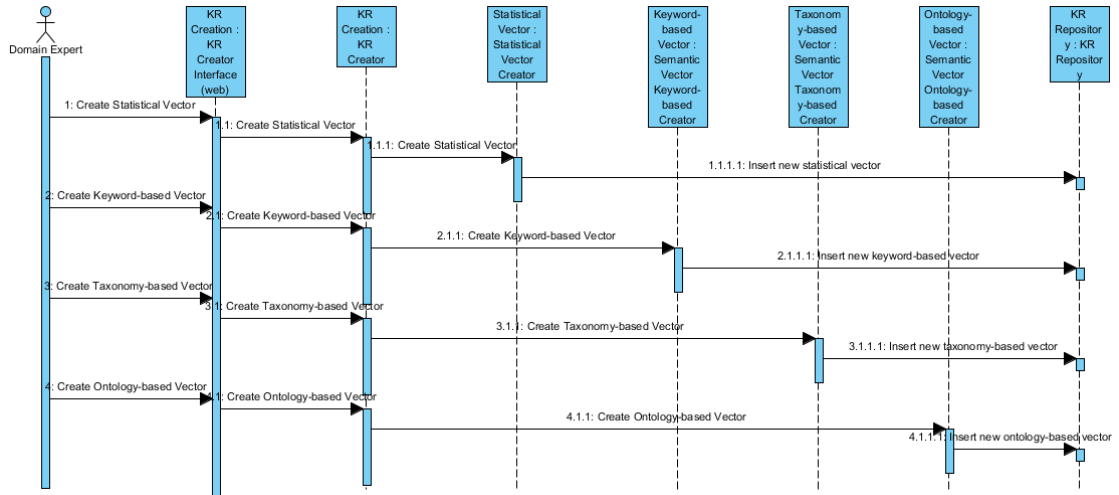 Domain Expert
KR
Creation :
KR
Creator
Interface
(web)
KR
Creation :
KR
Creator
Statistical
Vector :
Statistical
Vector
Creator
Keyword-
based
Vector :
Semantic
Vector
Keyword-
based
Creator
Taxonom
y-based
Vector :
Semantic
Vector
Taxonom
y-based
Creator
Ontology-
based
Vector :
Semantic
Vector
Ontology-
based
Creator
KR
Repositor
y : KR
Repositor
y
1: Create Statistical Vector
1.1: Create Statistical Vector
1.1.1: Create Statistical Vector
1.1.1.1: Insert new statistical vector
2: Create Keyword-based Vector
2.1: Create Keyword-based Vector
2.1.1: Create Keyword-based Vector
2.1.1.1: Insert new keyword-based vector
3: Create Taxonomy-based Vector
3.1: Create Taxonomy-based Vector
3.1.1: Create Taxonomy-based Vector
3.1.1.1: Insert new taxonomy-based vector
4: Create Ontology-based Vector
4.1: Create Ontology-based Vector
4.1.1: Create Ontology-based Vector
4.1.1.1: Insert new ontology-based vector